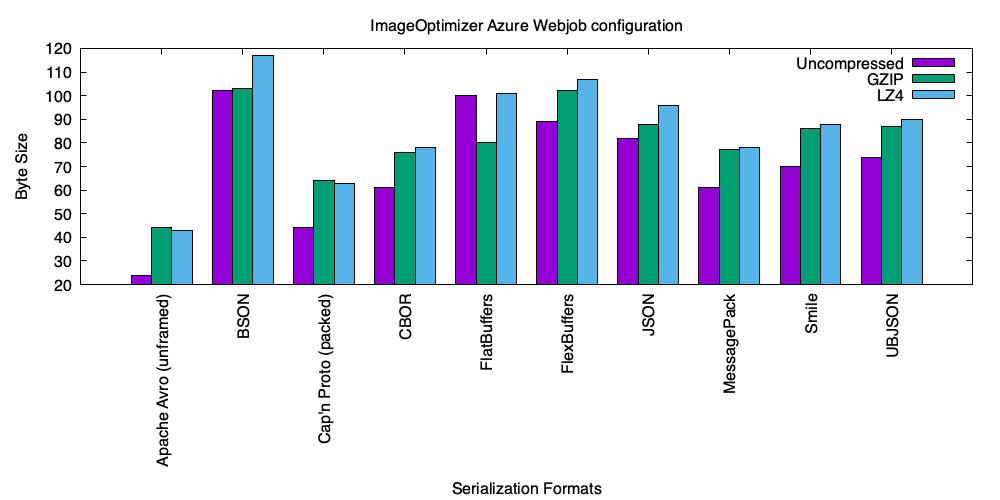 ImageOptimizer Azure Webjob configuration
120
110
100
90
80
70
60
50
40
30
20
Byte Size
Uncompressed
GZIP
LZ4
Apache Avro (unframed)
BSON
Cap'n Proto (packed)
CBOR
FlatBuffers
FlexBuffers
JSON
MessagePack
Smile
UBJSON
Serialization Formats